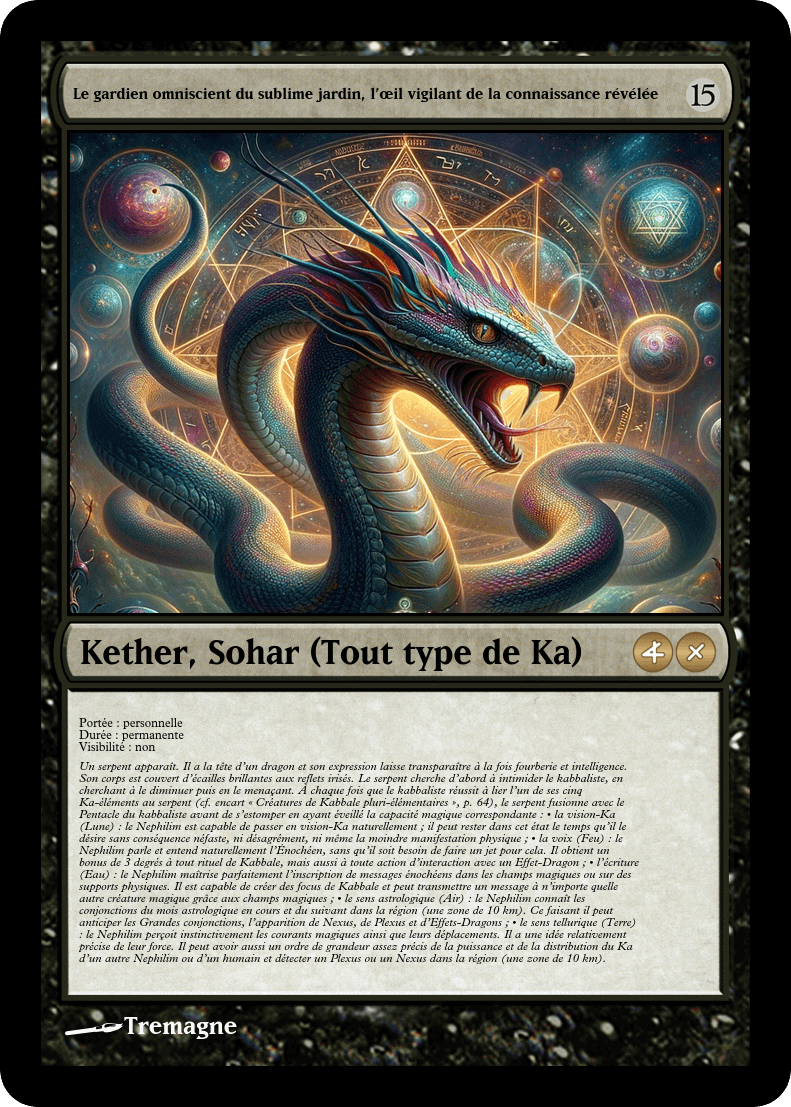 Le gardien omniscient du sublime jardin, l'œil vigilant de la connaissance révélée
15
Kether, Sohar (Tout type de Ka)
Portée : personnelle
Durée : permanente
Visibilité : non
Un serpent apparaît. Il a la tête d'un dragon et son expression laisse transparaître à la fois fourberie et intelligence.
Son corps est couvert d'écailles brillantes aux reflets irisés. Le serpent cherche d'abord à intimider le kabbaliste, en
cherchant à le diminuer puis en le menaçant. À chaque fois que le kabbaliste réussit à lier l'un de ses cinq
Ka-éléments au serpent (cf. encart « Créatures de Kabbale pluri-élémentaires », p. 64), le serpent fusionne avec le
Pentacle du kabbaliste avant de s'estomper en ayant éveillé la capacité magique correspondante : • la vision-Ka
(Lune) : le Nephilim est capable de passer en vision-Ka naturellement ; il peut rester dans cet état le temps qu'il le
désire sans conséquence néfaste, ni désagrément, ni même la moindre manifestation physique ; • la voix (Feu) : le
Nephilim parle et entend naturellement l'Énochéen, sans qu'il soit besoin de faire un jet pour cela. Il obtient un
bonus de 3 degrés à tout rituel de Kabbale, mais aussi à toute action d'interaction avec un Effet-Dragon ; • l'écriture
(Eau) : le Nephilim maîtrise parfaitement l'inscription de messages énochéens dans les champs magiques ou sur des
supports physiques. Il est capable de créer des focus de Kabbale et peut transmettre un message à n'importe quelle
autre créature magique grâce aux champs magiques ; • le sens astrologique (Air) : le Nephilim connaît les
conjonctions du mois astrologique en cours et du suivant dans la région (une zone de 10 km). Ce faisant il peut
anticiper les Grandes conjonctions, l'apparition de Nexus, de Plexus et d'Effets-Dragons ; • le sens tellurique (Terre)
: le Nephilim perçoit instinctivement les courants magiques ainsi que leurs déplacements. Il a une idée relativement
précise de leur force. Il peut avoir aussi un ordre de grandeur assez précis de la puissance et de la distribution du Ka
d'un autre Nephilim ou d'un humain et détecter un Plexus ou un Nexus dans la région (une zone de 10 km).
Tremagne